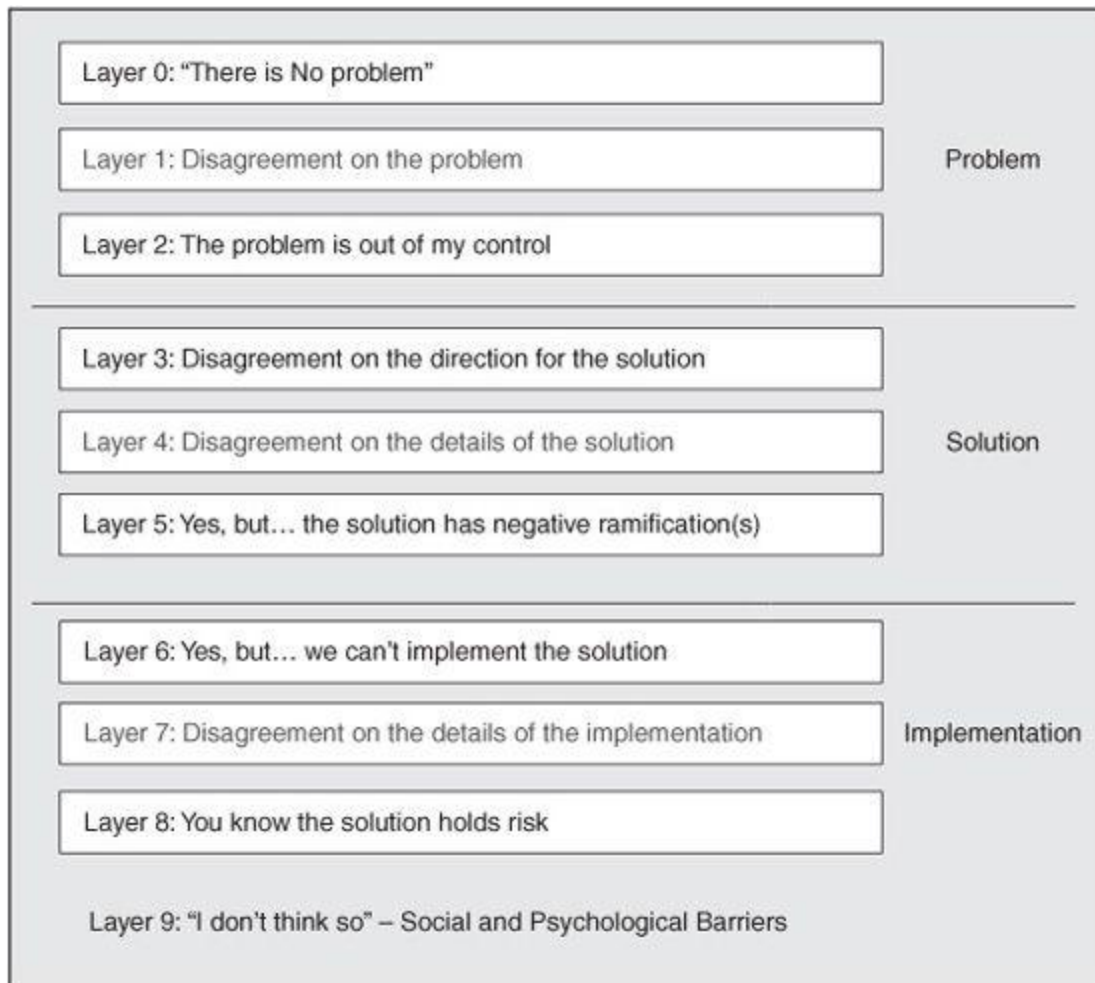 Layer 0: “There is No problem”
Layer 1: Disagreement on the problem
Problem
Layer 2: The problem is out of my control
Layer 3: Disagreement on the direction for the solution
Layer 4: Disagreement on the details of the solution
Solution
Layer 5: Yes, but… the solution has negative ramification(s)
Layer 6: Yes, but… we can't implement the solution
Layer 7: Disagreement on the details of the implementation
Implementation
Layer 8: You know the solution holds risk
Layer 9: “I don't think so” – Social and Psychological Barriers